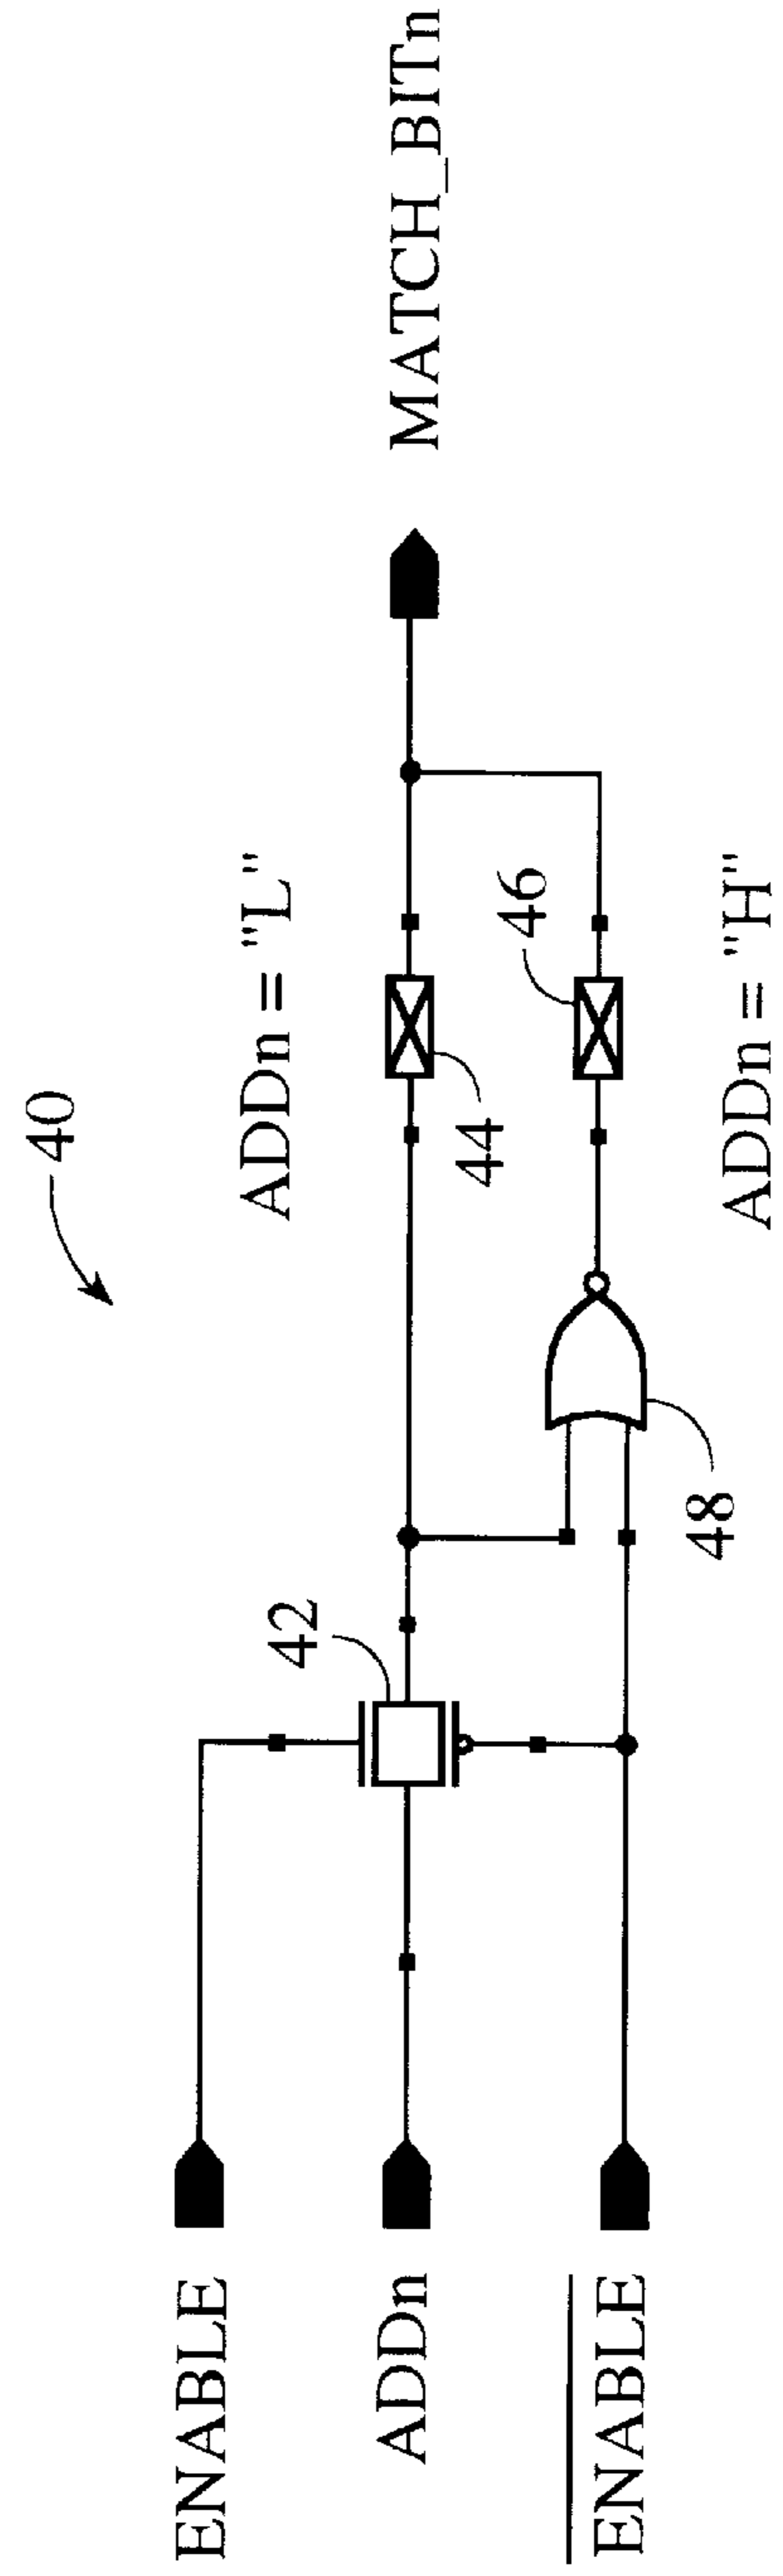 40
ENABLE
ADDn
ENABLE
42
48
ADDn = "L"
44
46
ADDn = "H"
MATCH_BITn